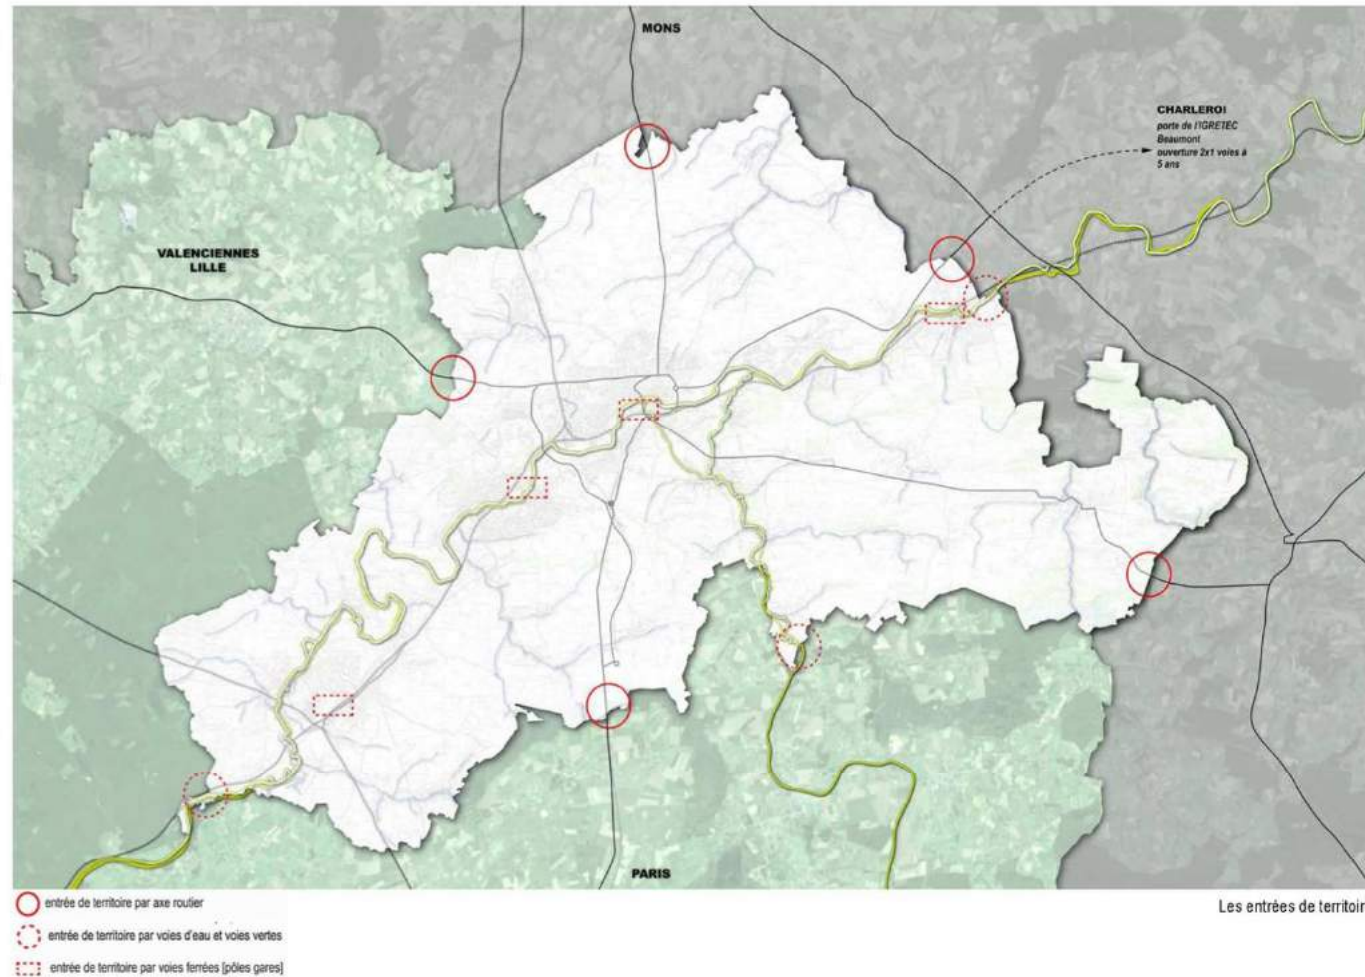 MONS
CHARLEROI
porte de l'IGRETEC
Beaumont
ouverture 2x1 voies à
5 ans
VALENCIENNES
LILLE
PARIS
entrée de territoire par axe routier
Les entrées de territoir
entrée de territoire par voies d'eau et voies vertes
entrée de territoire par voies ferrées [pôles gares]